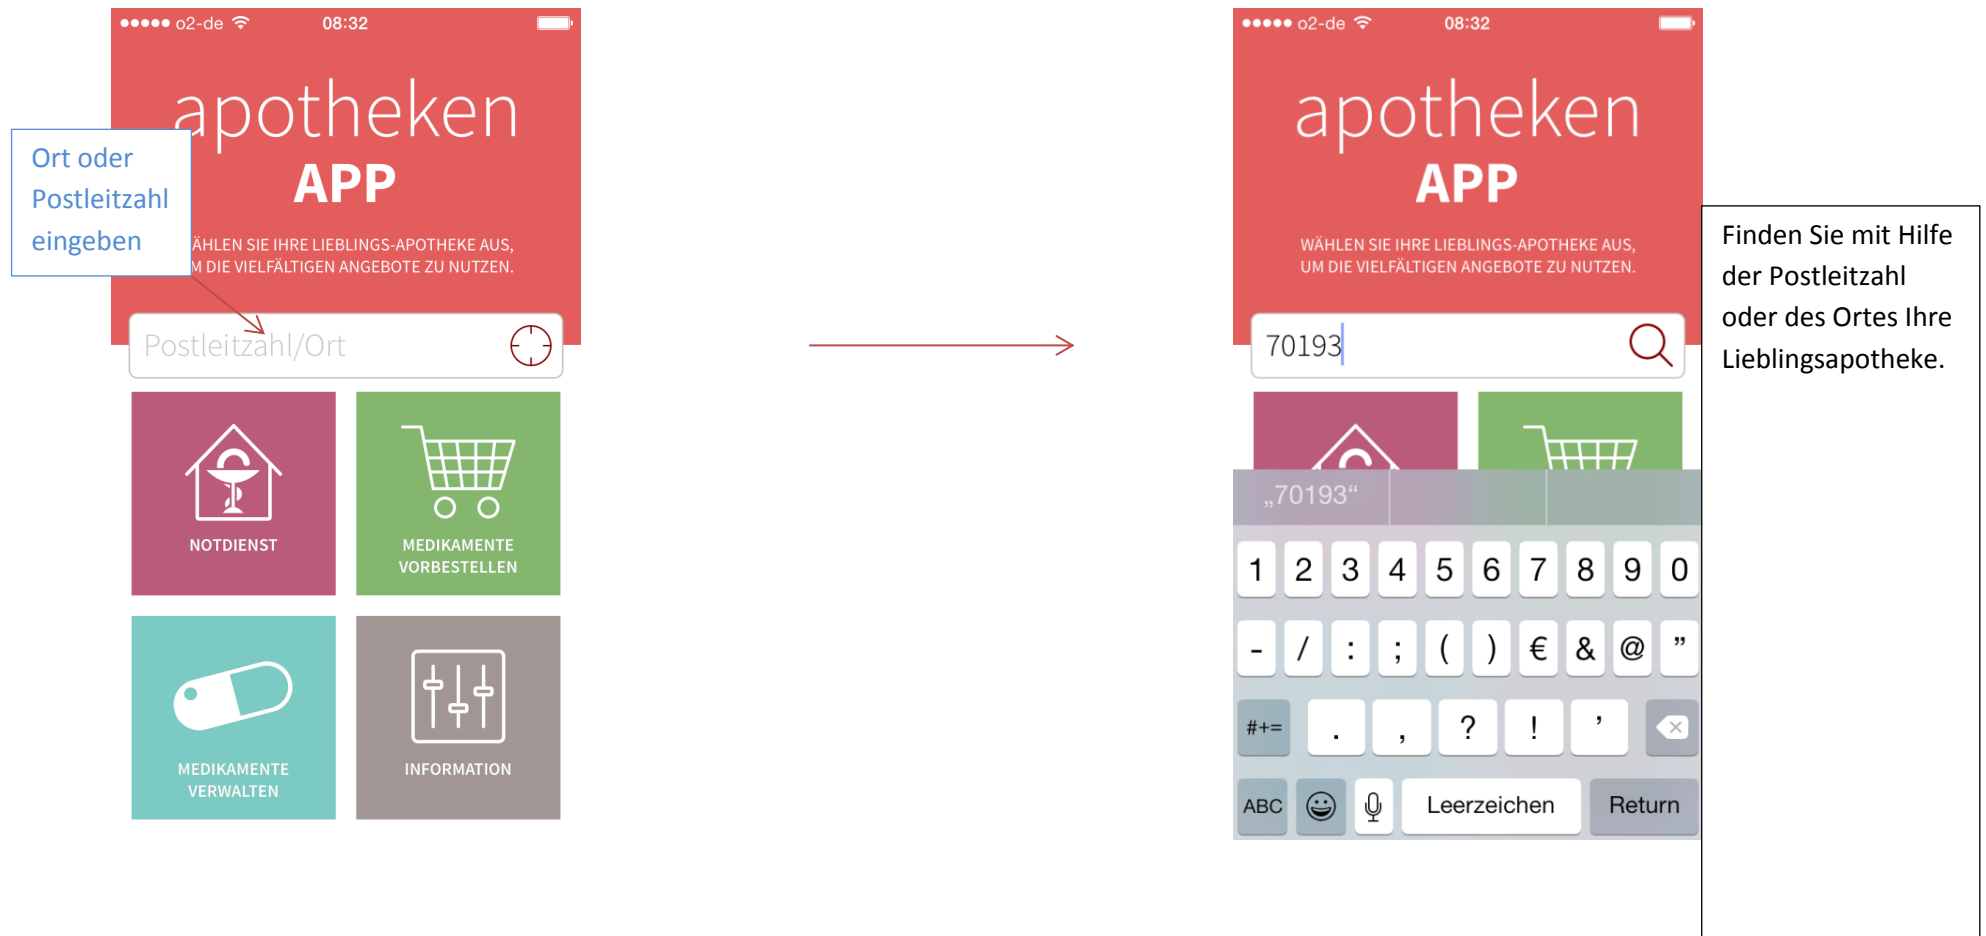 o2-de 08:32
apotheken
APP
Ort oder
Postleitzahl
eingeben
ÄHLEN SIE IHRE LIEBLINGS-APOTHEKE AUS,
M DIE VIELFÄLTIGEN ANGEBOTE ZU NUTZEN.
Postleitzahl/Ort
NOTDIENST
MEDIKAMENTE
VORBESTELLEN
MEDIKAMENTE
VERWALTEN
INFORMATION
o2-de 08:32
apotheken
APP
WÄHLEN SIE IHRE LIEBLINGS-APOTHEKE AUS,
UM DIE VIELFÄLTIGEN ANGEBOTE ZU NUTZEN.
70193
„70193“
1 2 3 4 5 6 7 8 9 0
- / : ; ( ) € & @ ”
#+= . , ? ! ’
ABC Leerzeichen Return
Finden Sie mit Hilfe
der Postleitzahl
oder des Ortes Ihre
Lieblingsapotheke.